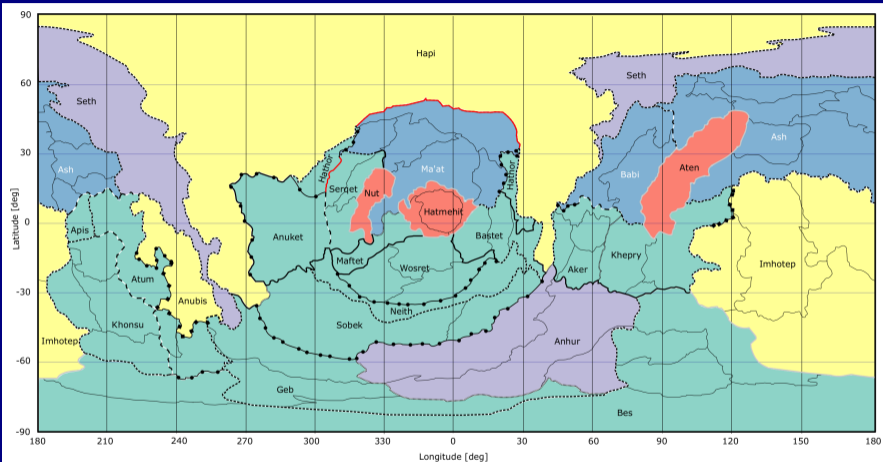 90
Hapi
Seth
Seth
60
Hathor
Ash
Ash
30
Ma'at
Hathor
Babi
Aten
Serqet
Nut
Hatmehit
Latitude [deg]
0
Apis
Anuket
Bastet
Khepry
Maftet
Wosret
Aker
Imhotep
Atum
-30
Anubis
Neith
Khonsu
Sobek
Imhotep
Anhur
-60
Geb
Bes
-90
180 210 240 270 300 330 0 30 60 90 120 150 180
Longitude [deg]